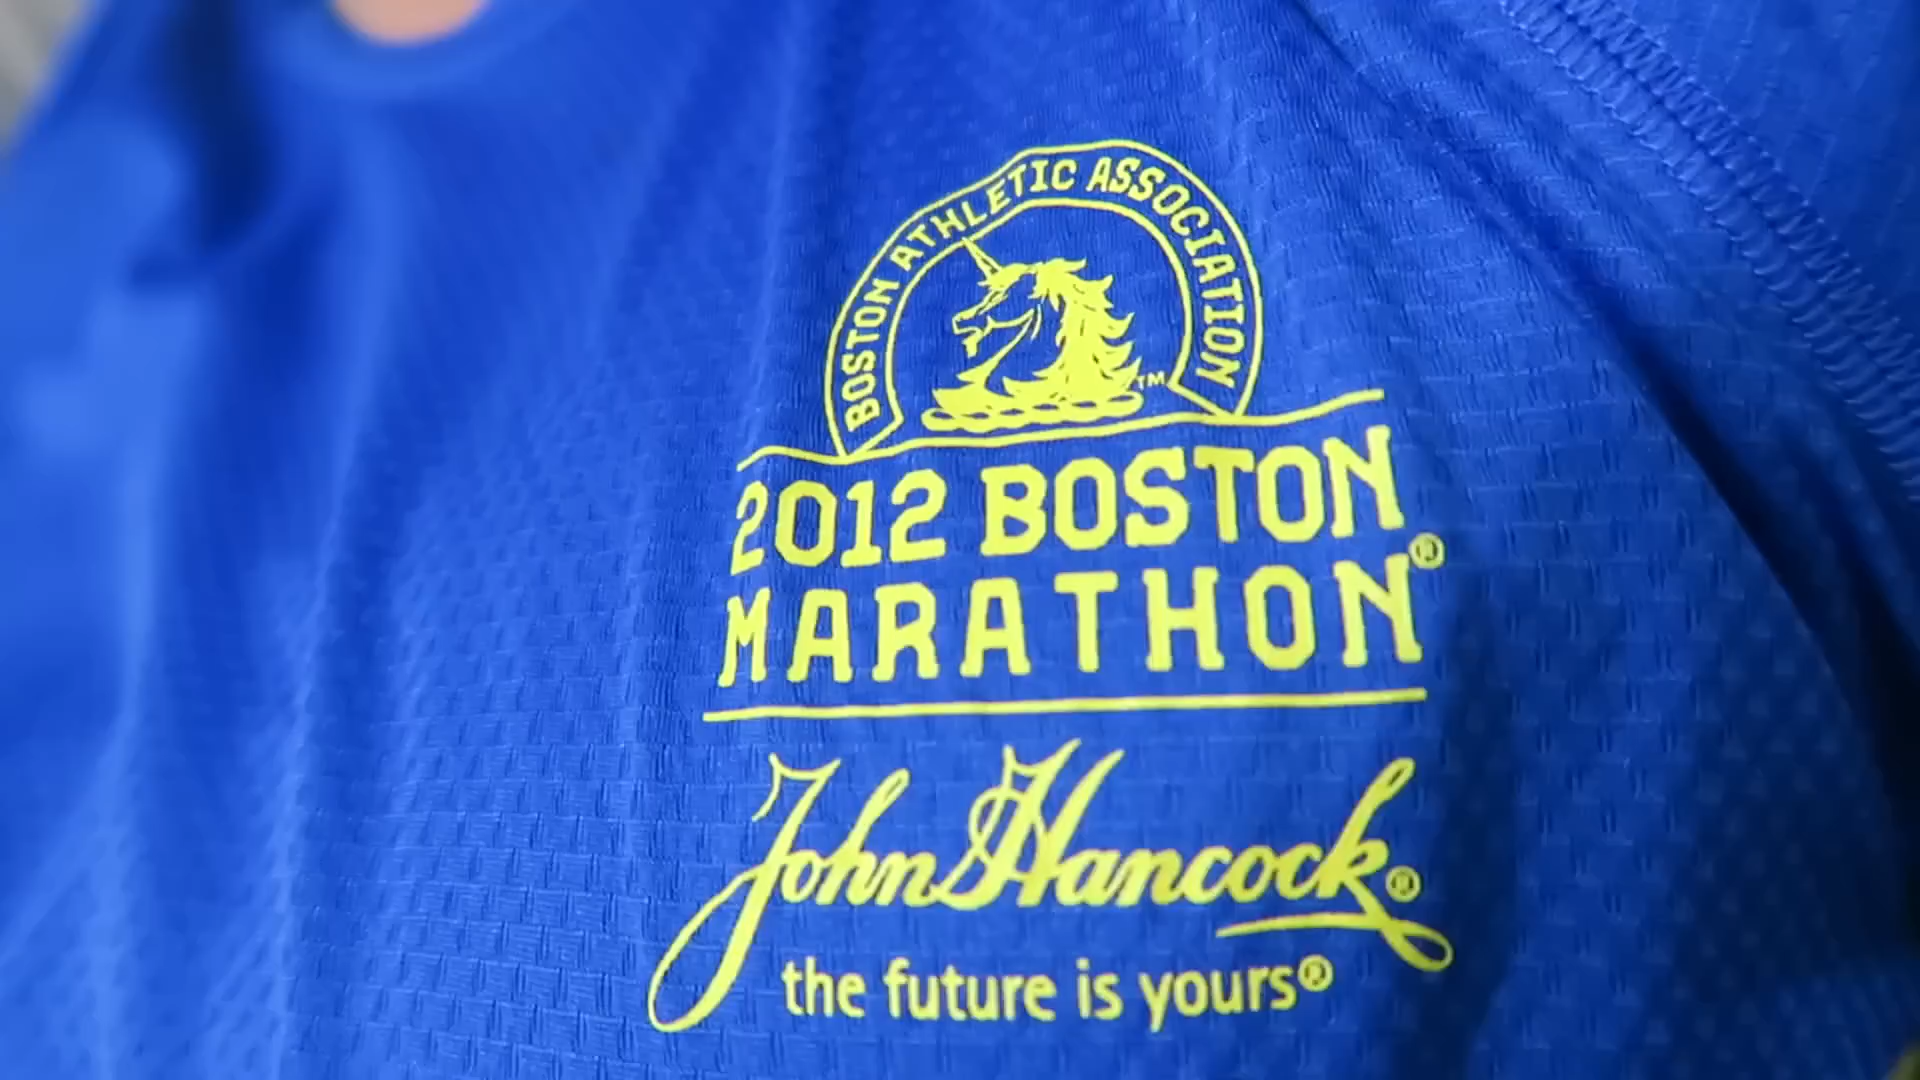 BOSTON ATHLETIC ASSOCIATION
TM
2012 BOSTON
MARATHON®
John Hancock®
the future is yours®